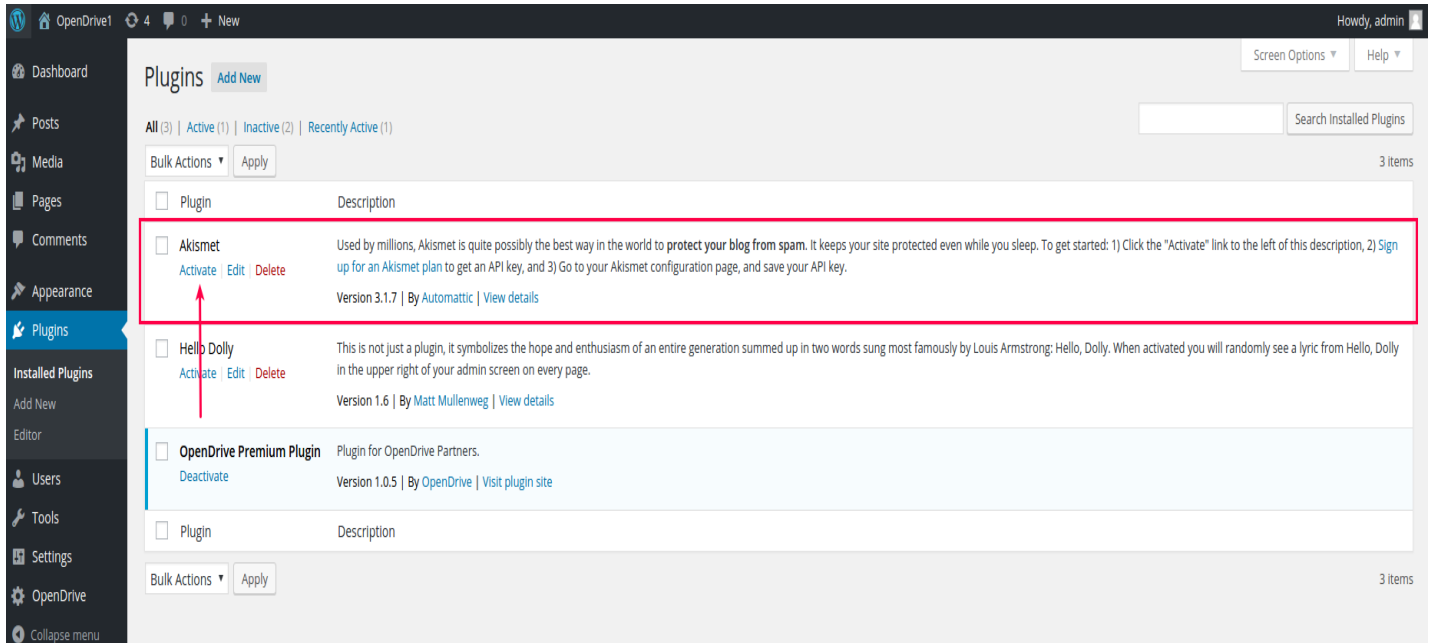 OpenDrive1 4 0 New Howdy, admin
Screen Options Help
Dashboard
Posts
Media
Pages
Comments
Appearance
Plugins
Installed Plugins
Add New
Editor
Users
Tools
Settings
OpenDrive
Collapse menu
Plugins Add New
All (3) | Active (1) | Inactive (2) | Recently Active (1)
Search Installed Plugins
Bulk Actions Apply
3 items
Plugin Description
Akismet
Activate | Edit | Delete
Used by millions, Akismet is quite possibly the best way in the world to protect your blog from spam. It keeps your site protected even while you sleep. To get started: 1) Click the "Activate" link to the left of this description, 2) Sign
up for an Akismet plan to get an API key, and 3) Go to your Akismet configuration page, and save your API key.
Version 3.1.7 | By Automattic | View details
Hello Dolly
Activate | Edit | Delete
This is not just a plugin, it symbolizes the hope and enthusiasm of an entire generation summed up in two words sung most famously by Louis Armstrong: Hello, Dolly. When activated you will randomly see a lyric from Hello, Dolly
in the upper right of your admin screen on every page.
Version 1.6 | By Matt Mullenweg | View details
OpenDrive Premium Plugin
Deactivate
Plugin for OpenDrive Partners.
Version 1.0.5 | By OpenDrive | Visit plugin site
Plugin Description
Bulk Actions Apply
3 items